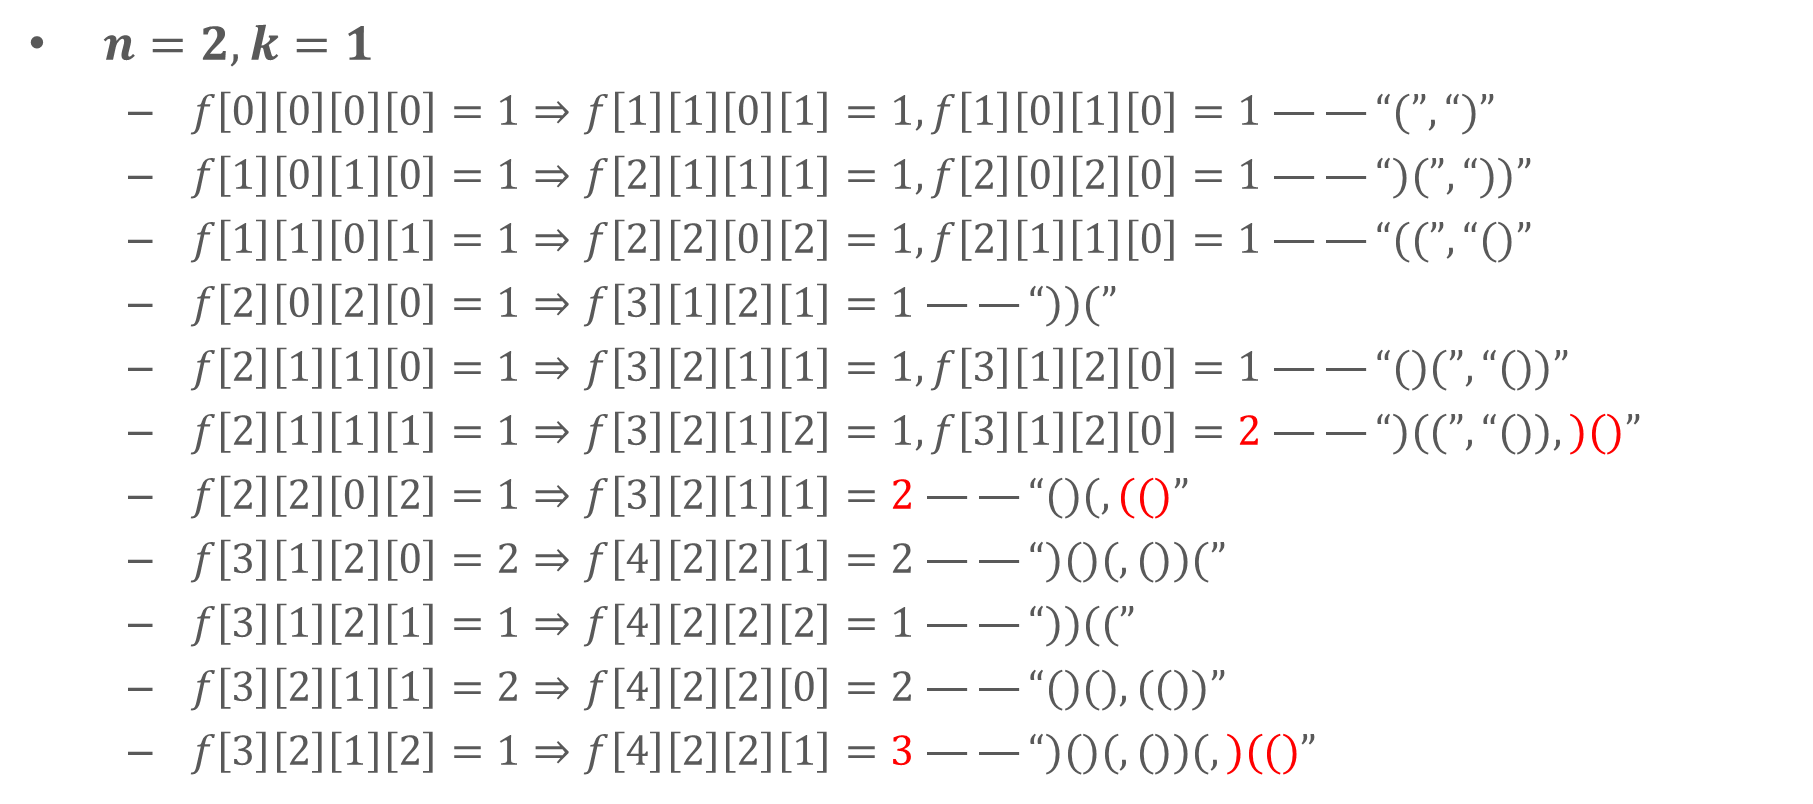 • n = 2, k = 1
– f[0][0][0][0] = 1 ⇒ f[1][1][0][1] = 1, f[1][0][1][0] = 1 — — “(”, “)”
– f[1][0][1][0] = 1 ⇒ f[2][1][1][1] = 1, f[2][0][2][0] = 1 — — “)(”, “))”
– f[1][1][0][1] = 1 ⇒ f[2][2][0][2] = 1, f[2][1][1][0] = 1 — — “((”, “()”
– f[2][0][2][0] = 1 ⇒ f[3][1][2][1] = 1 — — “))(”
– f[2][1][1][0] = 1 ⇒ f[3][2][1][1] = 1, f[3][1][2][0] = 1 — — “()(”, “())”
– f[2][1][1][1] = 1 ⇒ f[3][2][1][2] = 1, f[3][1][2][0] = 2 — — “)((”, “()), )()”
– f[2][2][0][2] = 1 ⇒ f[3][2][1][1] = 2 — — “()(, (()”
– f[3][1][2][0] = 2 ⇒ f[4][2][2][1] = 2 — — “)()(, ())(”
– f[3][1][2][1] = 1 ⇒ f[4][2][2][2] = 1 — — “))((”
– f[3][2][1][1] = 2 ⇒ f[4][2][2][0] = 2 — — “()(), (())”
– f[3][2][1][2] = 1 ⇒ f[4][2][2][1] = 3 — — “)()(, ())(, )(()”